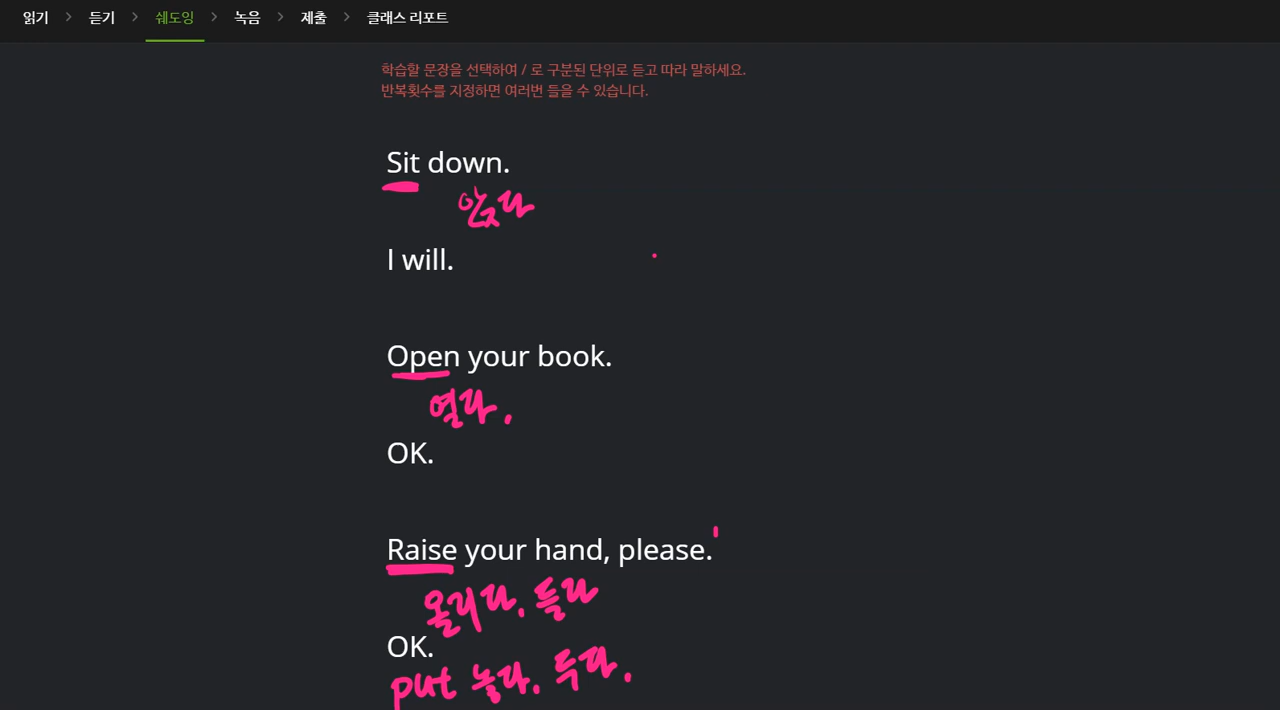 읽기 > 듣기 > 쉐도잉 > 녹음 > 제출 > 클래스 리포트
학습할 문장을 선택하여 / 로 구분된 단위로 듣고 따라 말하세요.
반복횟수를 지정하면 여러번 들을 수 있습니다.
Sit down.
앉다
I will.
Open your book.
열다.
OK.
Raise your hand, please.
올리다. 들다
OK.
put 놓다. 두다.